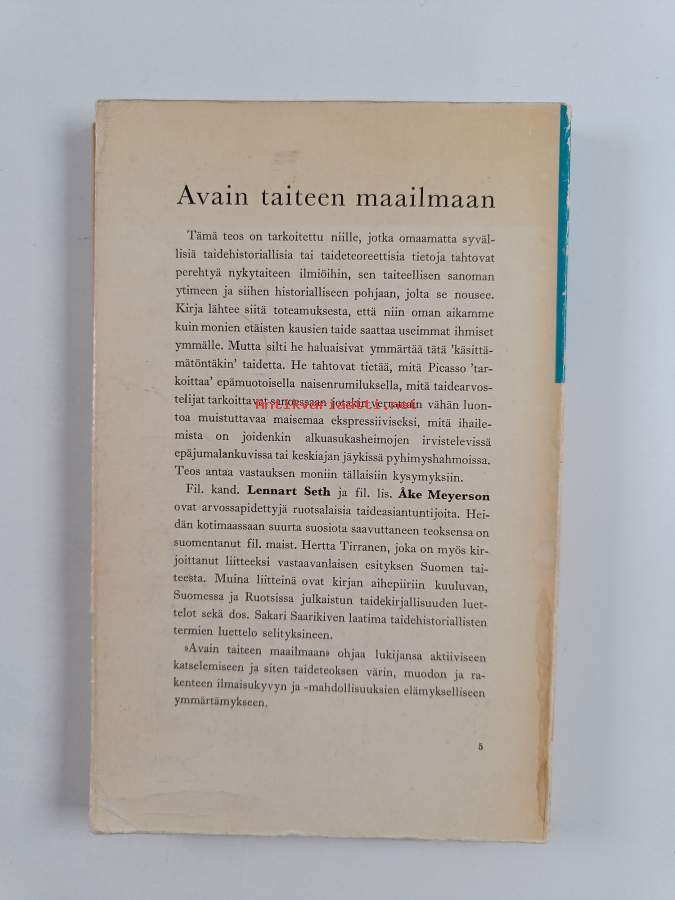 Avain taiteen maailmaan
Tämä teos on tarkoitettu niille, jotka omaamatta syväl-
lisiä taidehistoriallisia tai taideteoreettisia tietoja tahtovat
perehtyä nykytaiteen ilmiöihin, sen taiteellisen sanoman
ytimeen ja siihen historialliseen pohjaan, jolta se nousee.
Kirja lähtee siitä toteamuksesta, että niin oman aikamme
kuin monien etäisten kausien taide saattaa useimmat ihmiset
ymmälle. Mutta silti he haluaisivat ymmärtää tätä 'käsittä-
mätöntäkin' taidetta. He tahtovat tietää, mitä Picasso 'tar-
koittaa' epämuotoisella naisenrumiluksella, mitä taidearvos-
telijat tarkoittavat sanoessaan jotakin verrattain vähän luon-
Antikvariaatti.net
toa muistuttavaa maisemaa ekspressiiviseksi, mitä ihaile-
mista on joidenkin alkuasukasheimojen irvistelevissä
epäjumalankuvissa tai keskiajan jäykissä pyhimyshahmoissa.
Teos antaa vastauksen moniin tällaisiin kysymyksiin.
Fil. kand. Lennart Seth ja fil. lis. Åke Meyerson
ovat arvossapidettyjä ruotsalaisia taideasiantuntijoita. Hei-
dän kotimaassaan suurta suosiota saavuttaneen teoksensa on
suomentanut fil. maist. Hertta Tirranen, joka on myös kir-
joittanut liitteeksi vastaavanlaisen esityksen Suomen tai-
teesta. Muina liitteinä ovat kirjan aihepiiriin kuuluvan,
Suomessa ja Ruotsissa julkaistun taidekirjallisuuden luet-
telot sekä dos. Sakari Saarikiven laatima taidehistoriallisten
termien luettelo selityksineen.
»Avain taiteen maailmaan» ohjaa lukijansa aktiiviseen
katselemiseen ja siten taideteoksen värin, muodon ja ra-
kenteen ilmaisukyvyn ja -mahdollisuuksien elämykselliseen
ymmärtämykseen.
5